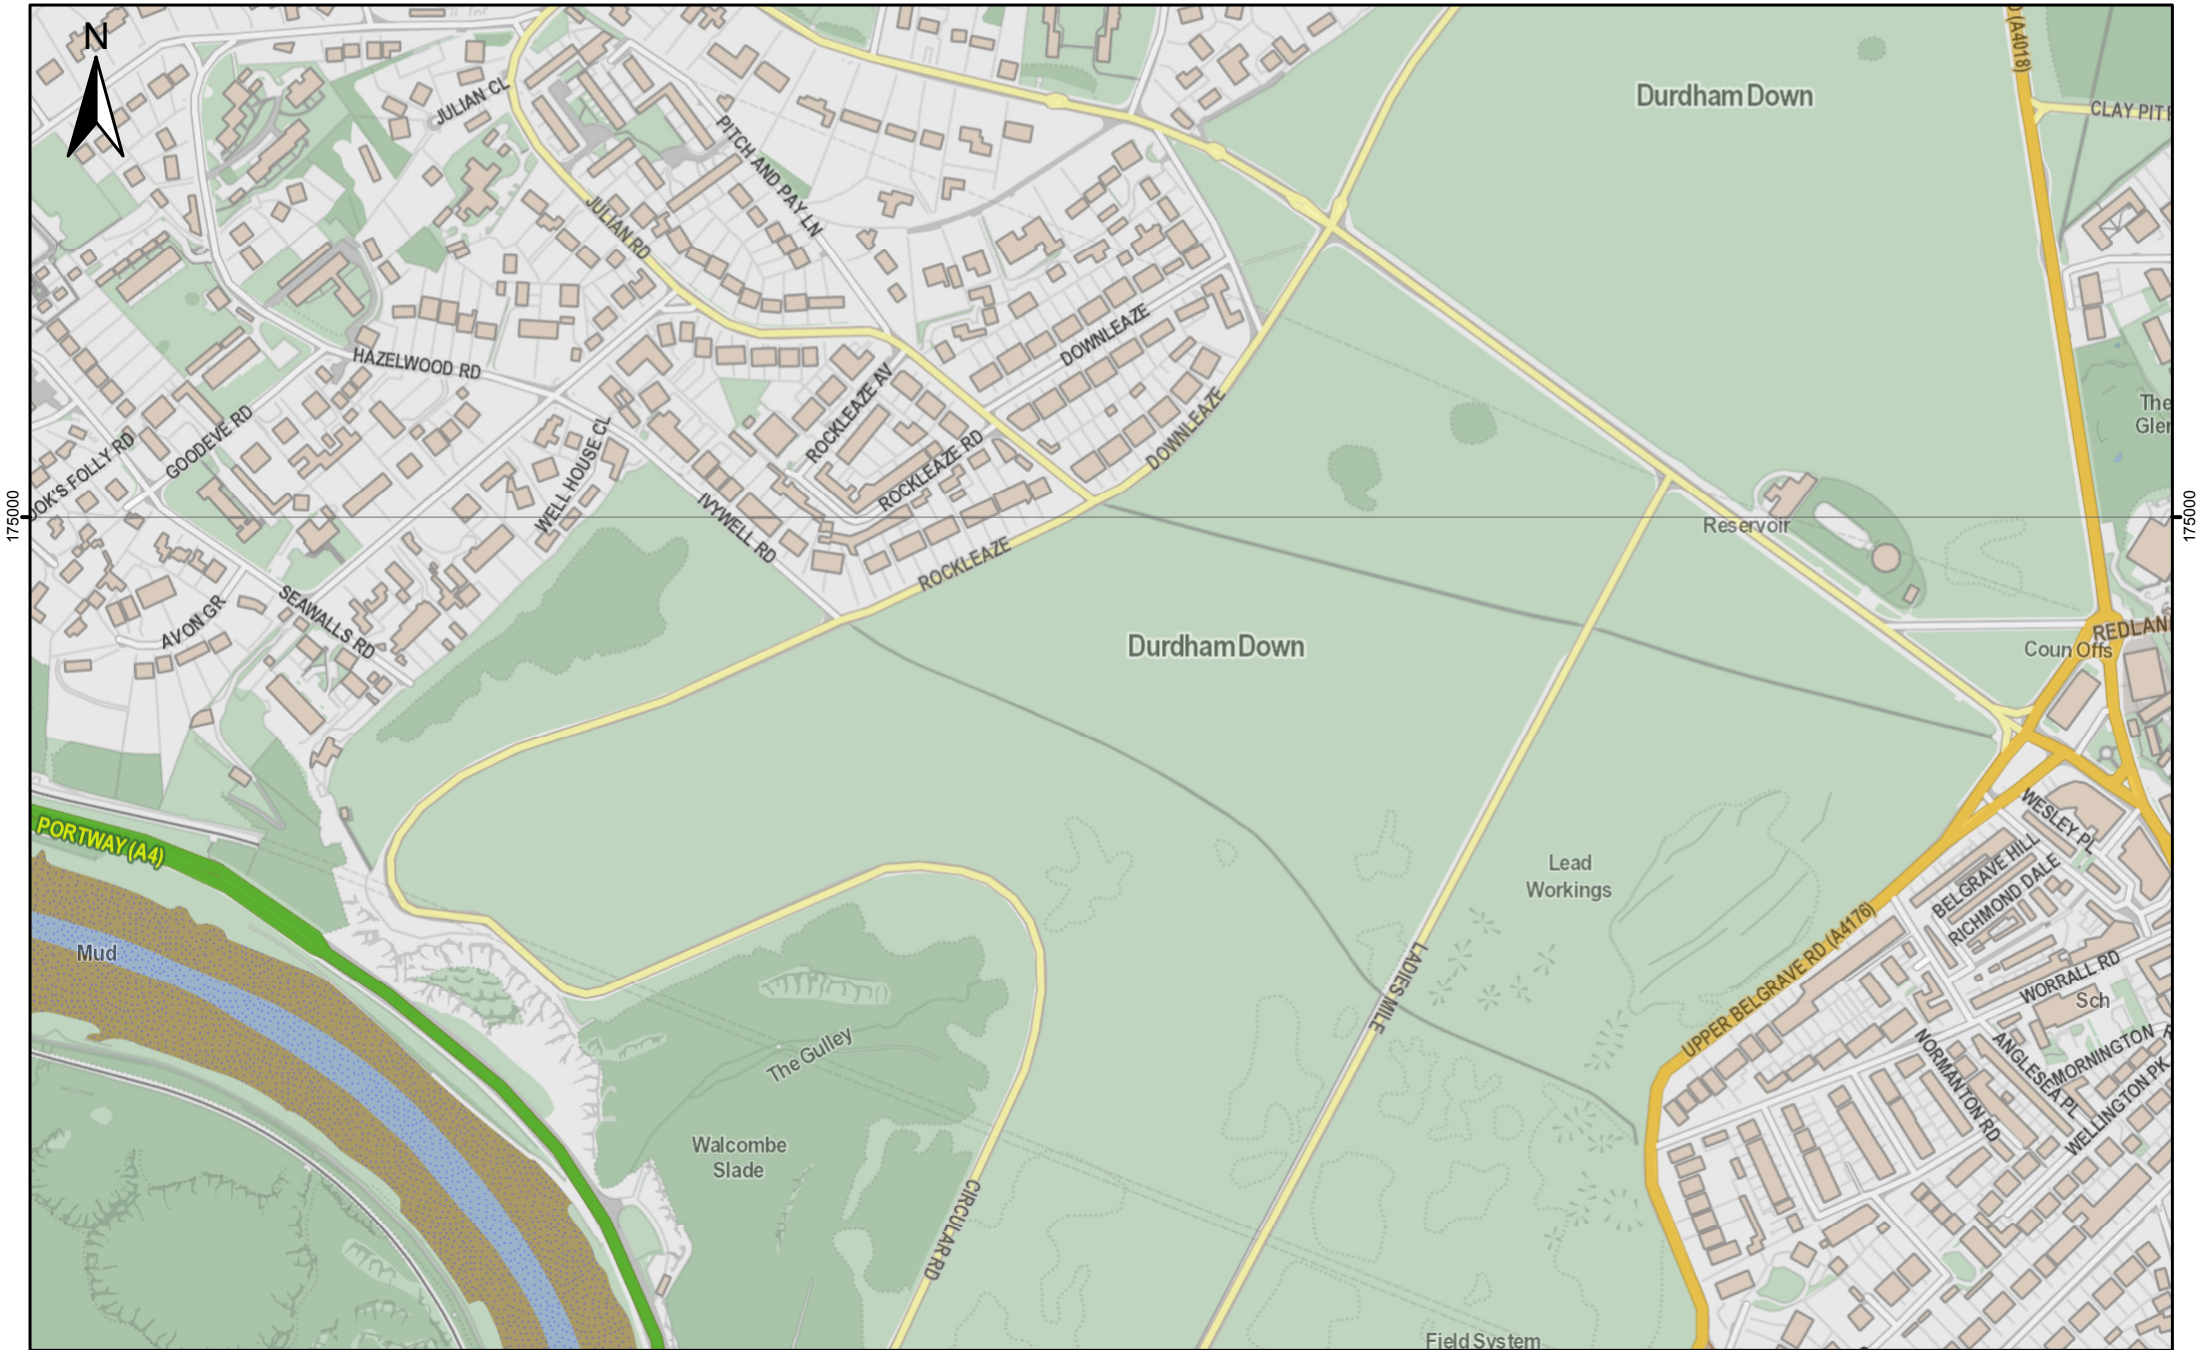 N
(A4018)
Durdham Down
CLAY PIT
JULIAN CL
PITCH AND PAY LN
JULIAN RD
DOWNLEAZE
HAZELWOOD RD
ROCKLEAZE AV
DOWNLEAZE
The
Glen
GOODEVE RD
OOK'S FOLLY RD
WELL HOUSE CL
ROCKLEAZE RD
IVYWELL RD
175000
175000
Reservoir
ROCKLEAZE
SEAWALLS RD
AVON GR
REDLAN
Coun Offs
Durdham Down
PORTWAY (A4)
WESLEY PL
BELGRAVE HILL
RICHMOND DALE
Lead
Workings
UPPER BELGRAVE RD (A4176)
Mud
LADIES MILE
WORRALL RD
Sch
The Gulley
NORMANTON RD
ANGLESEA PL
MORNINGTON R
WELLINGTON PK
Walcombe
Slade
CIRCULAR RD
Field System